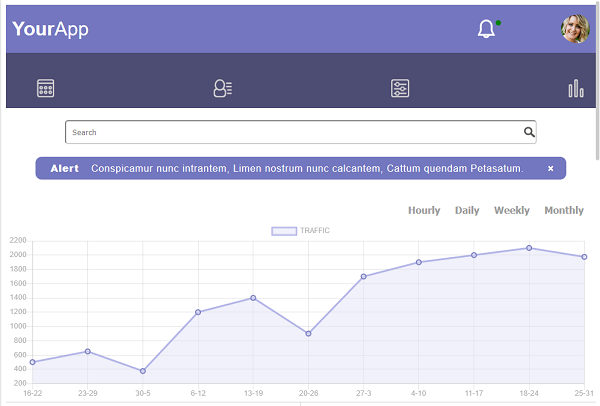 YourApp
Search
Alert Conspicamur nunc intrantem, Limen nostrum nunc calcantem, Cattum quendam Petasatum. ×
Hourly Daily Weekly Monthly
TRAFFIC
2200
2000
1800
1600
1400
1200
1000
800
600
400
200
16-22 23-29 30-5 6-12 13-19 20-26 27-3 4-10 11-17 18-24 25-31